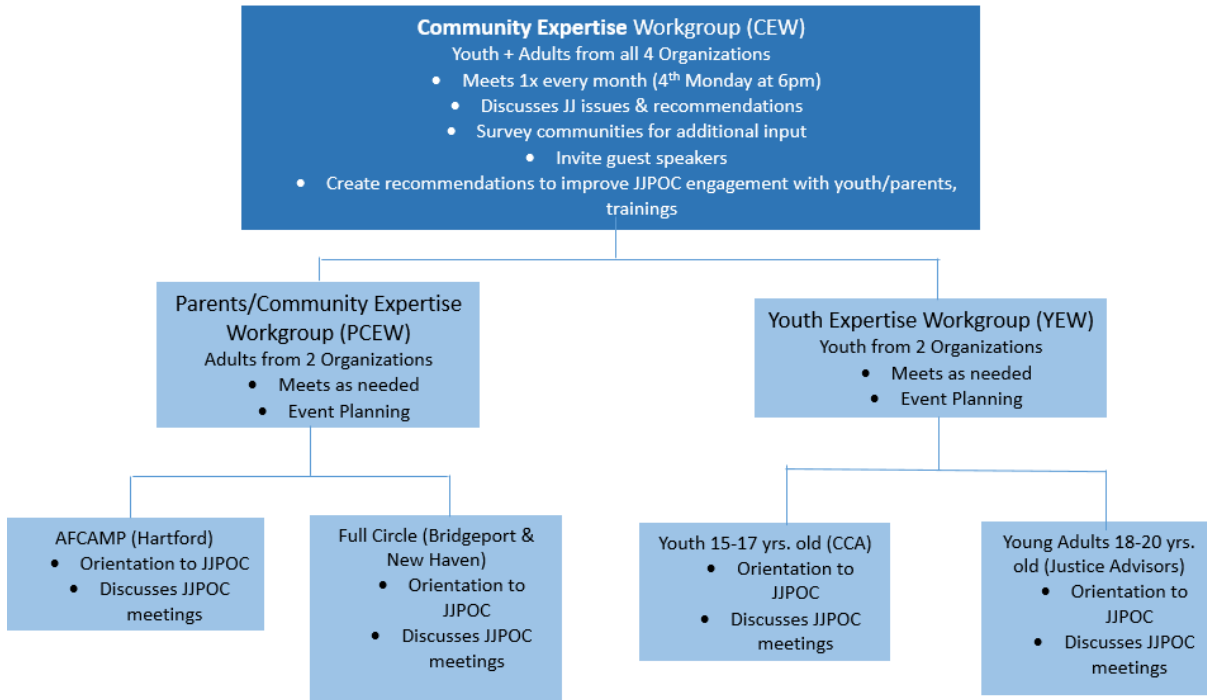 Community Expertise Workgroup (CEW)
Youth + Adults from all 4 Organizations
• Meets 1x every month (4th Monday at 6pm)
• Discusses JJ issues & recommendations
• Survey communities for additional input
• Invite guest speakers
• Create recommendations to improve JJPOC engagement with youth/parents,
trainings
Parents/Community Expertise
Workgroup (PCEW)
Adults from 2 Organizations
• Meets as needed
• Event Planning
Youth Expertise Workgroup (YEW)
Youth from 2 Organizations
• Meets as needed
• Event Planning
AFCAMP (Hartford)
• Orientation to JJPOC
• Discusses JJPOC
meetings
Full Circle (Bridgeport &
New Haven)
• Orientation to
JJPOC
• Discusses JJPOC
meetings
Youth 15-17 yrs. old (CCA)
• Orientation to
JJPOC
• Discusses JJPOC
meetings
Young Adults 18-20 yrs.
old (Justice Advisors)
• Orientation to
JJPOC
• Discusses JJPOC
meetings